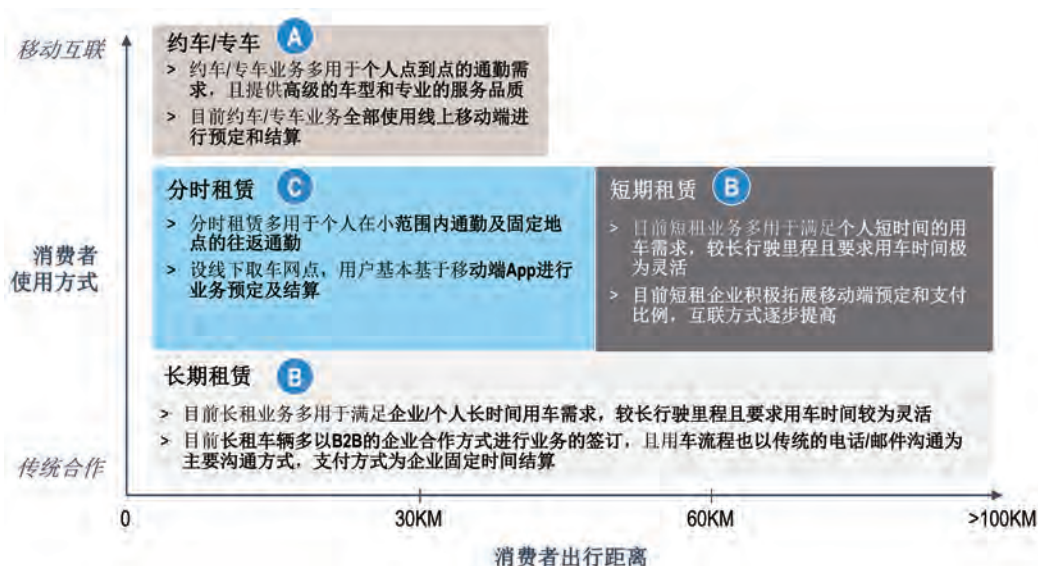 移动互联
约车/专车 A
> 约车/专车业务多用于个人点到点的通勤需
求，且提供高级的车型和专业的服务品质
> 目前约车/专车业务全部使用线上移动端进
行预定和结算
分时租赁 C
> 分时租赁多用于个人在小范围内通勤及固定地
点的往返通勤
> 设线下取车网点，用户基本基于移动端App进行
业务预定及结算
短期租赁 B
> 目前短租业务多用于满足个人短时间的用
车需求，较长行驶里程且要求用车时间极
为灵活
> 目前短租企业积极拓展移动端预定和支付
比例，互联方式逐步提高
消费者
使用方式
长期租赁 B
> 目前长租业务多用于满足企业/个人长时间用车需求，较长行驶里程且要求用车时间较为灵活
> 目前长租车辆多以B2B的企业合作方式进行业务的签订，且用车流程也以传统的电话/邮件沟通为
主要沟通方式，支付方式为企业固定时间结算
传统合作
0
30KM
60KM
>100KM
消费者出行距离